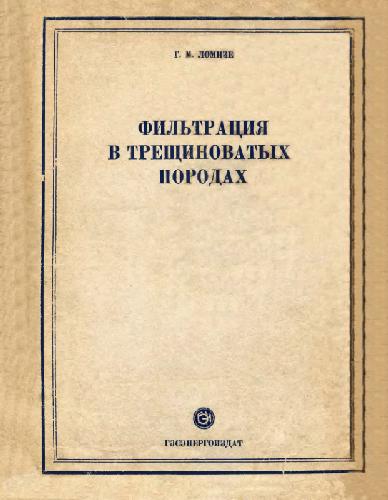 Г. М. ЛОМИЗЕ
ФИЛЬТРАЦИЯ
В ТРЕЩИНОВАТЫХ
ПОРОДАХ
ГОСЭНЕРГОИЗДАТ